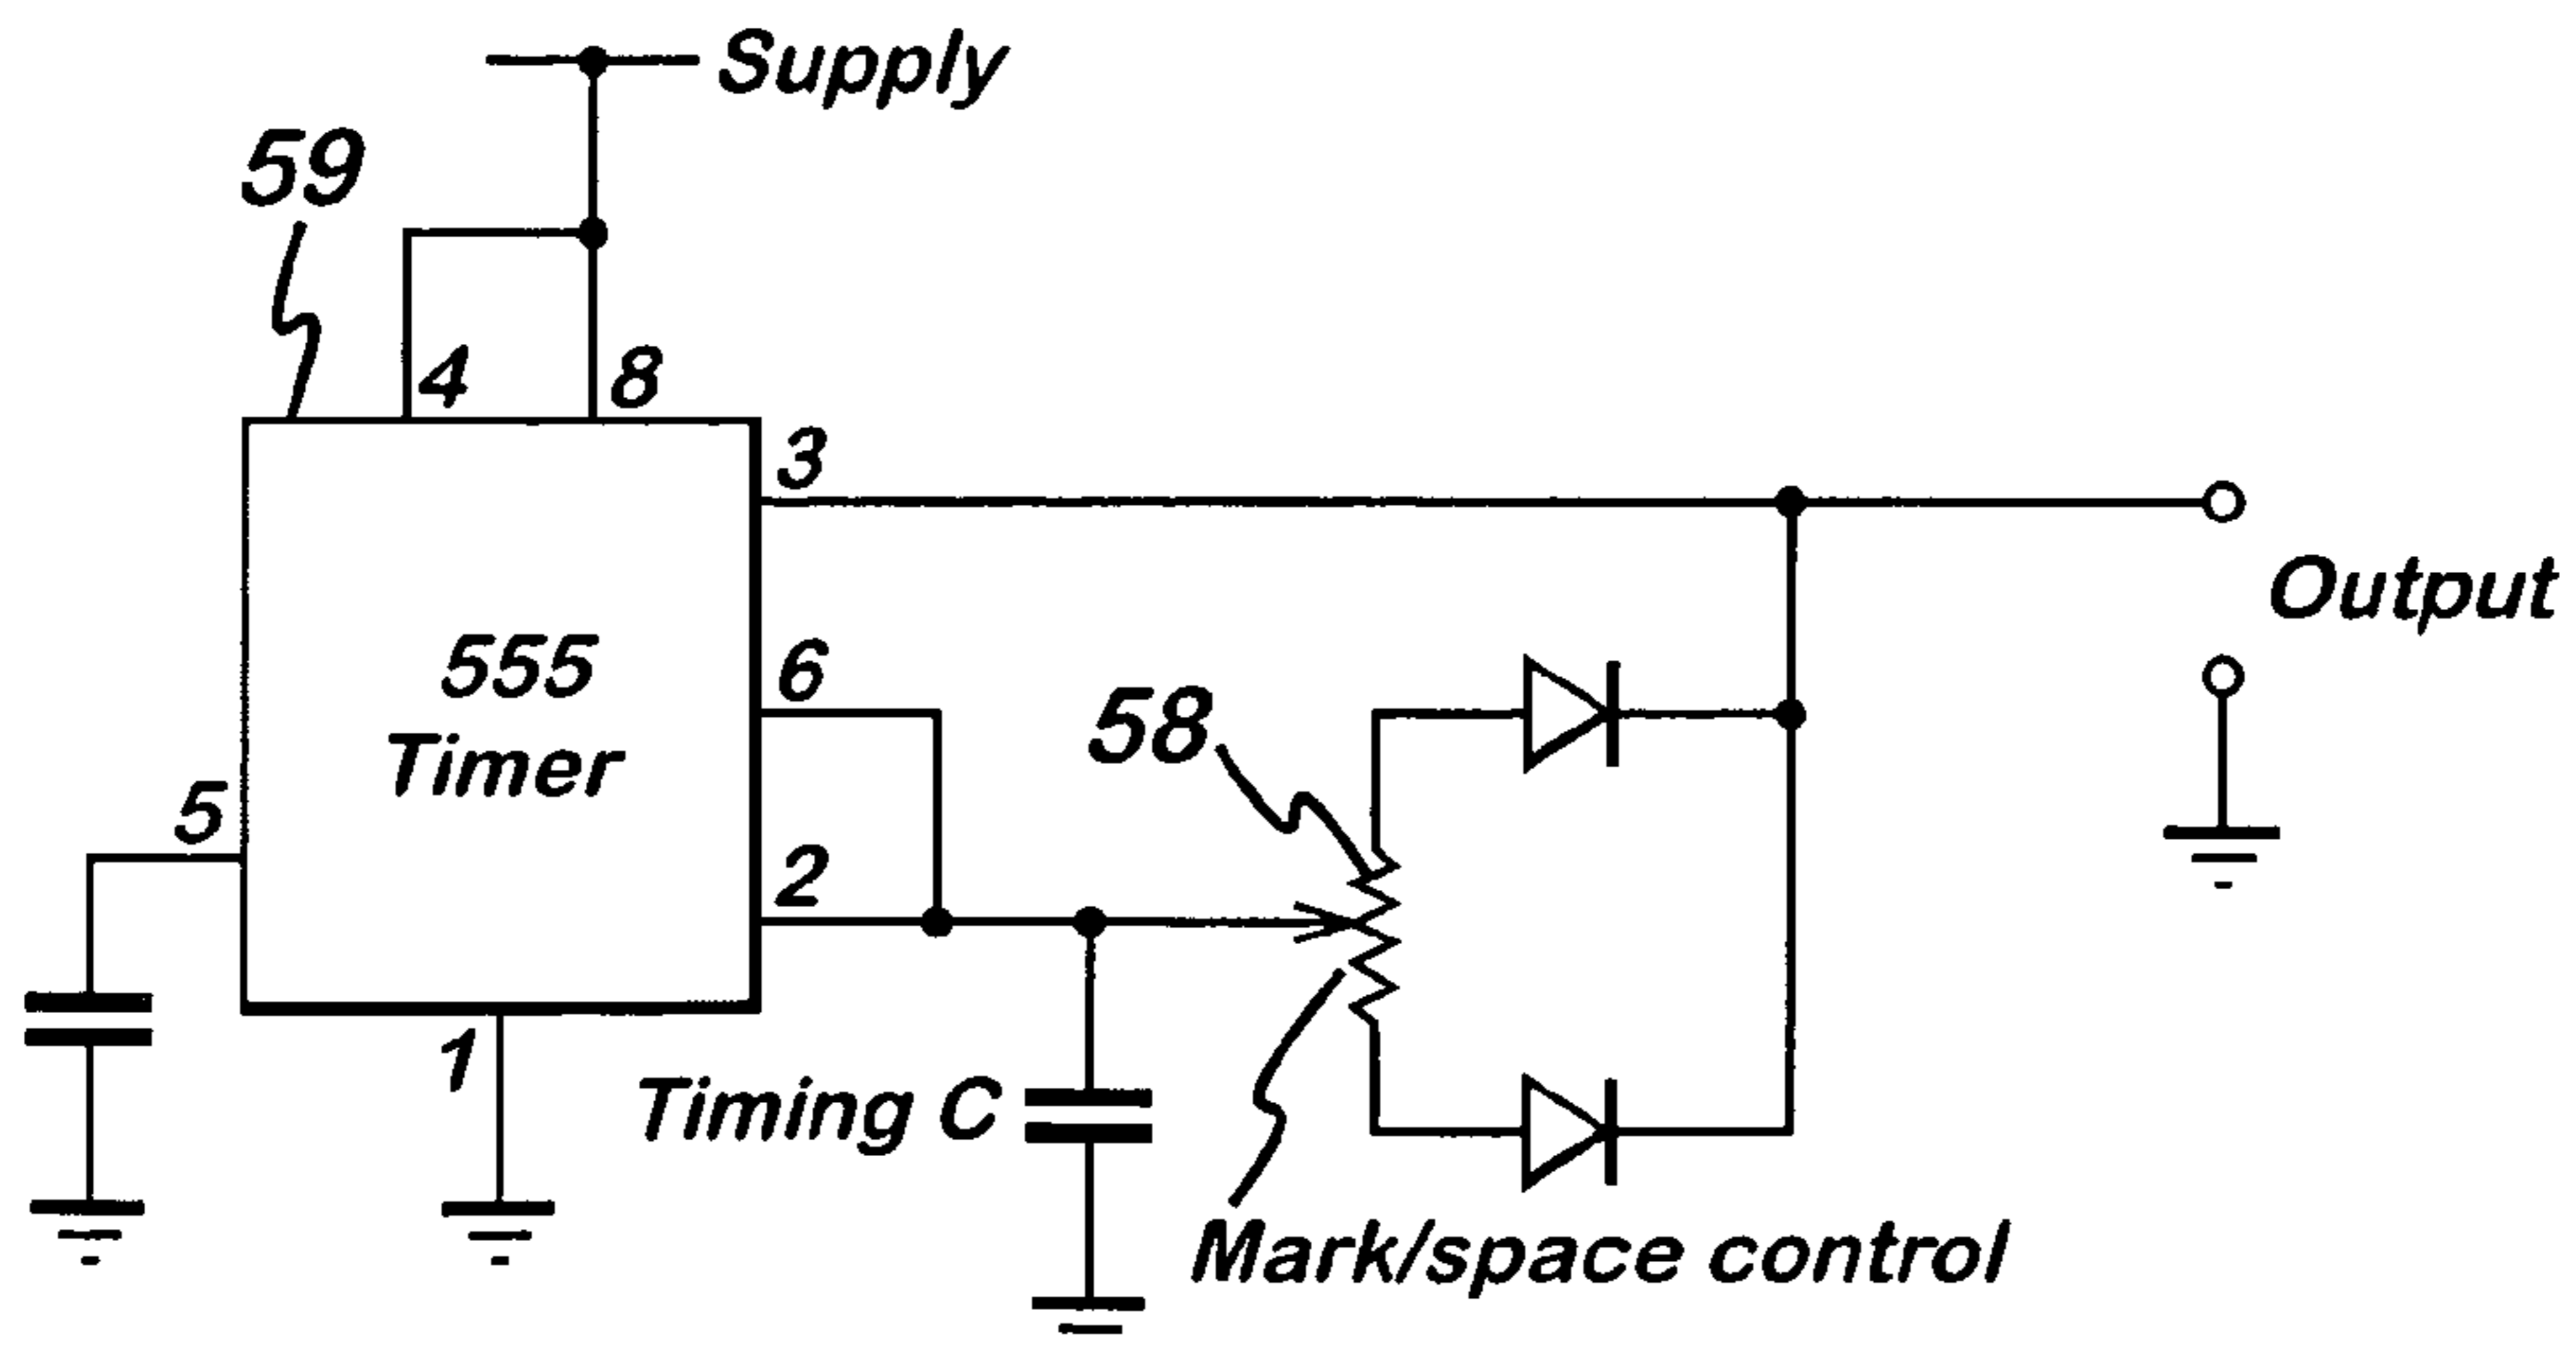 Supply
59
4
8
3
555
Timer
6
Output
58
5
2
1
Timing C
Mark/space control